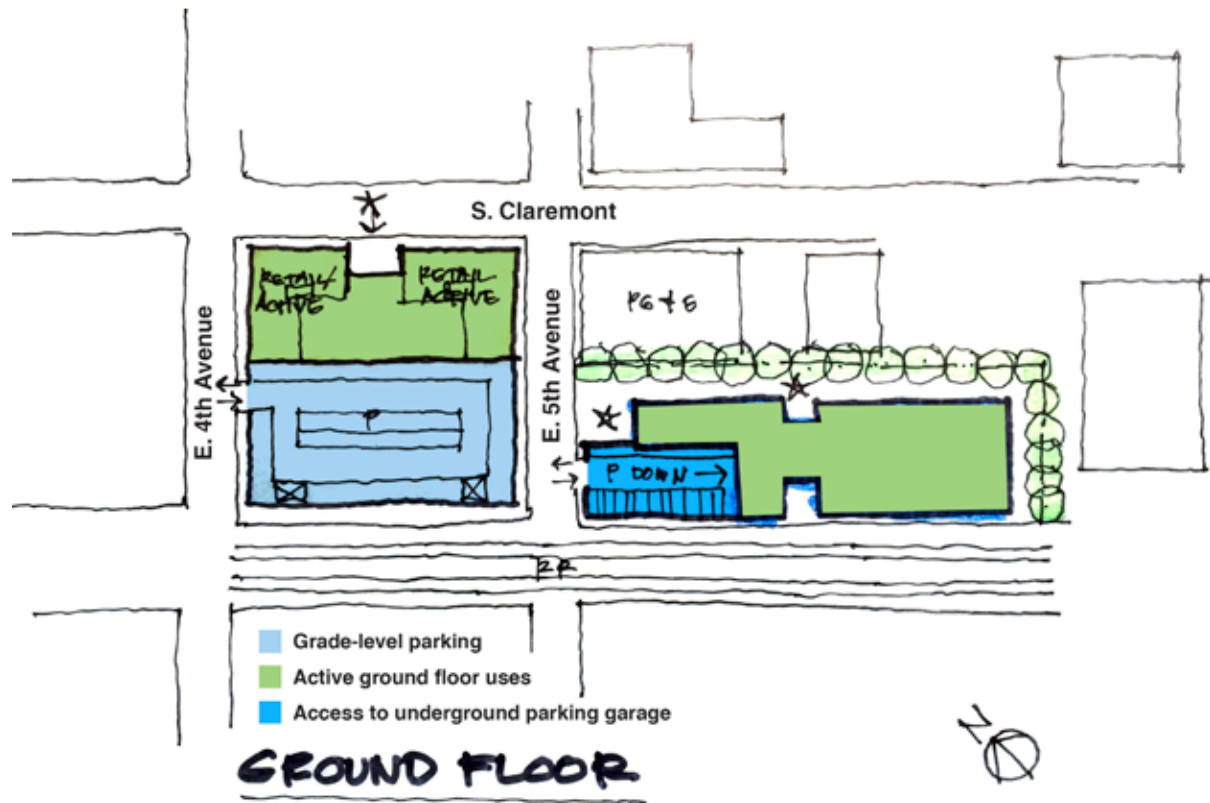 S. Claremont
RETAIL/
ACTIVE
RETAIL
ACTIVE
PG & E
E. 4th Avenue
E. 5th Avenue
P
P DOWN
RR
Grade-level parking
Active ground floor uses
Access to underground parking garage
N
GROUND FLOOR